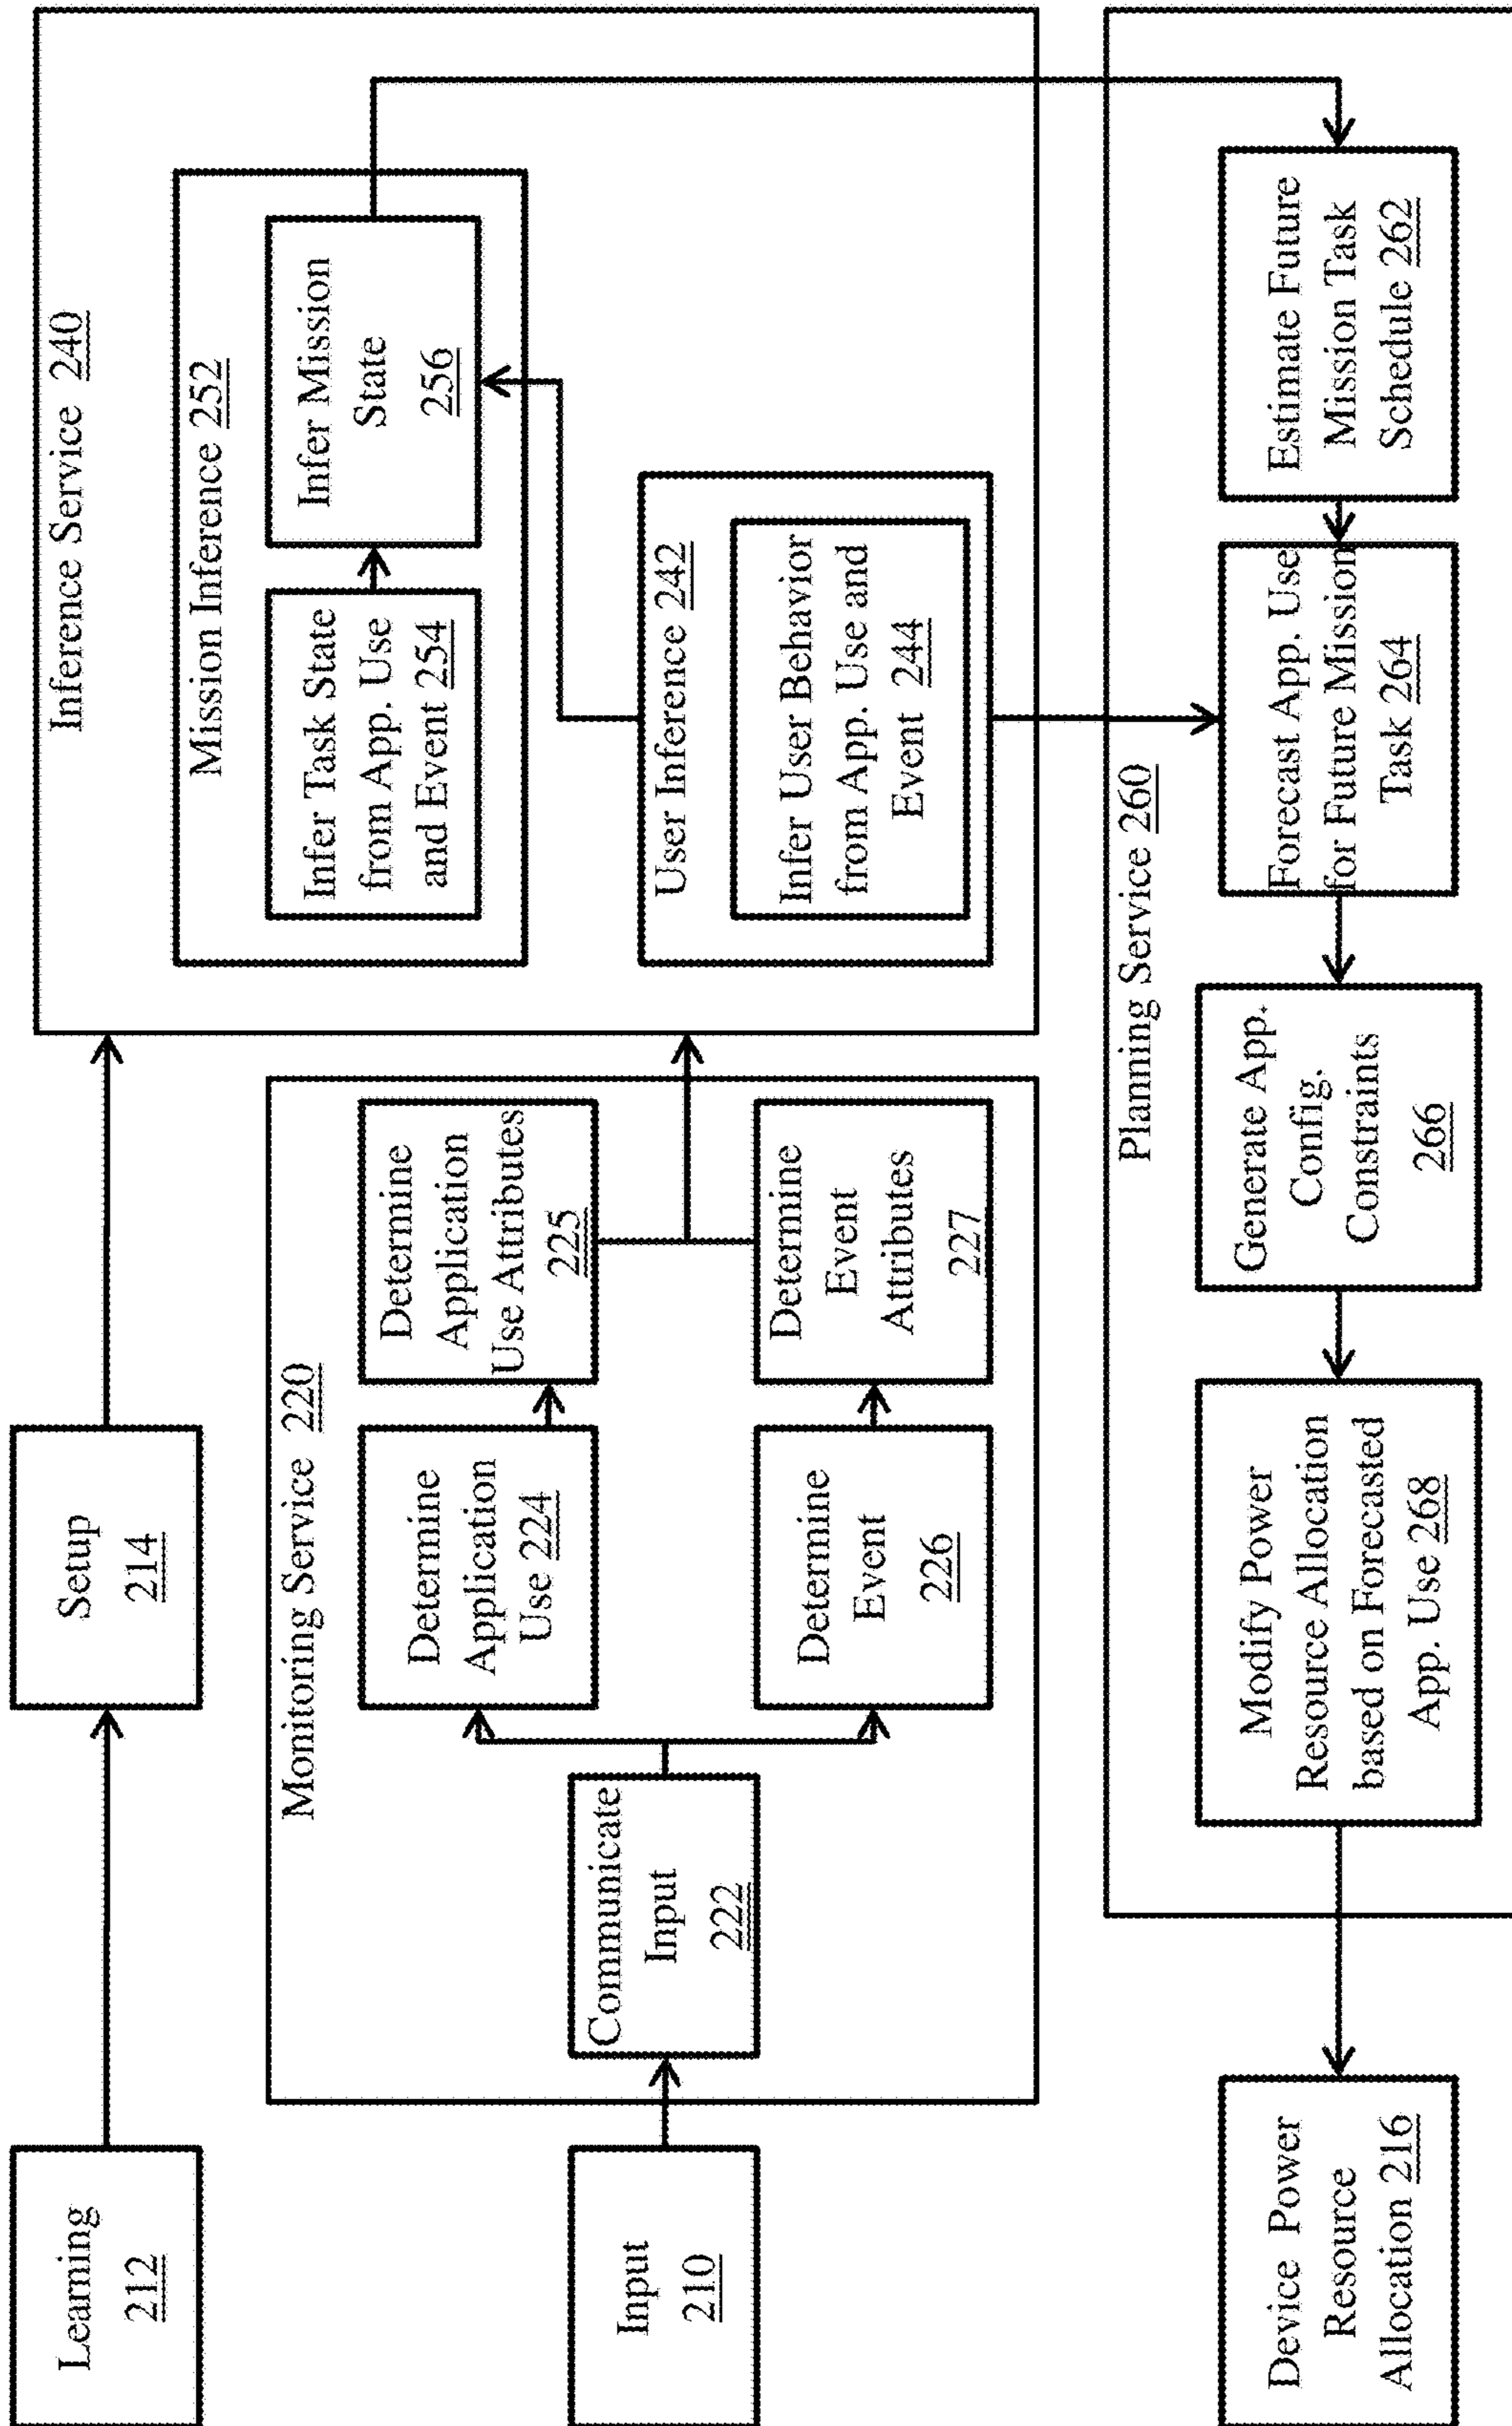 Learning
212
Setup
214
Input
210
Monitoring Service 220
Communicate
Input
222
Determine
Application
Use 224
Determine
Application
Use Attributes
225
Determine
Event
226
Determine
Event
Attributes
227
Inference Service 240
Mission Inference 252
Infer Task State
from App. Use
and Event 254
Infer Mission
State
256
User Inference 242
Infer User Behavior
from App. Use and
Event 244
Planning Service 260
Estimate Future
Mission Task
Schedule 262
Forecast App. Use
for Future Mission
Task 264
Generate App.
Config.
Constraints
266
Modify Power
Resource Allocation
based on Forecasted
App. Use 268
Device Power
Resource
Allocation 216